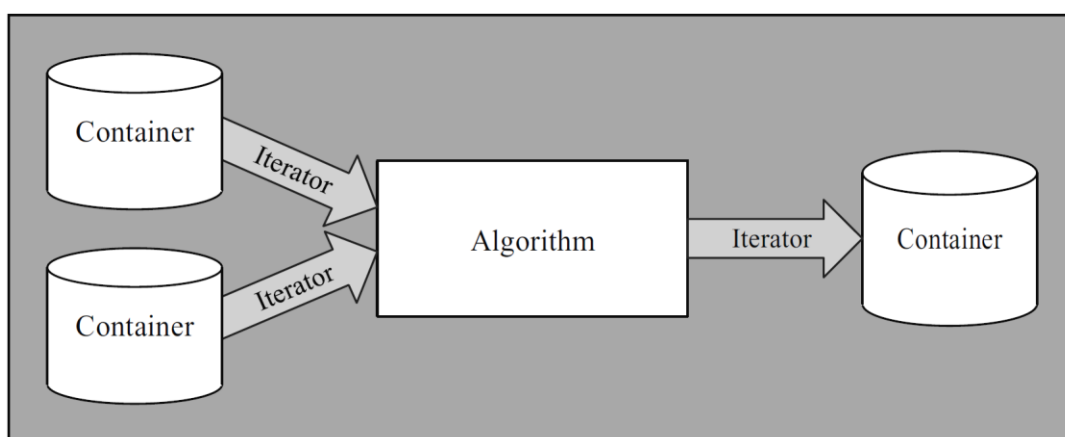 Container
Iterator
Algorithm
Iterator
Container
Container
Iterator